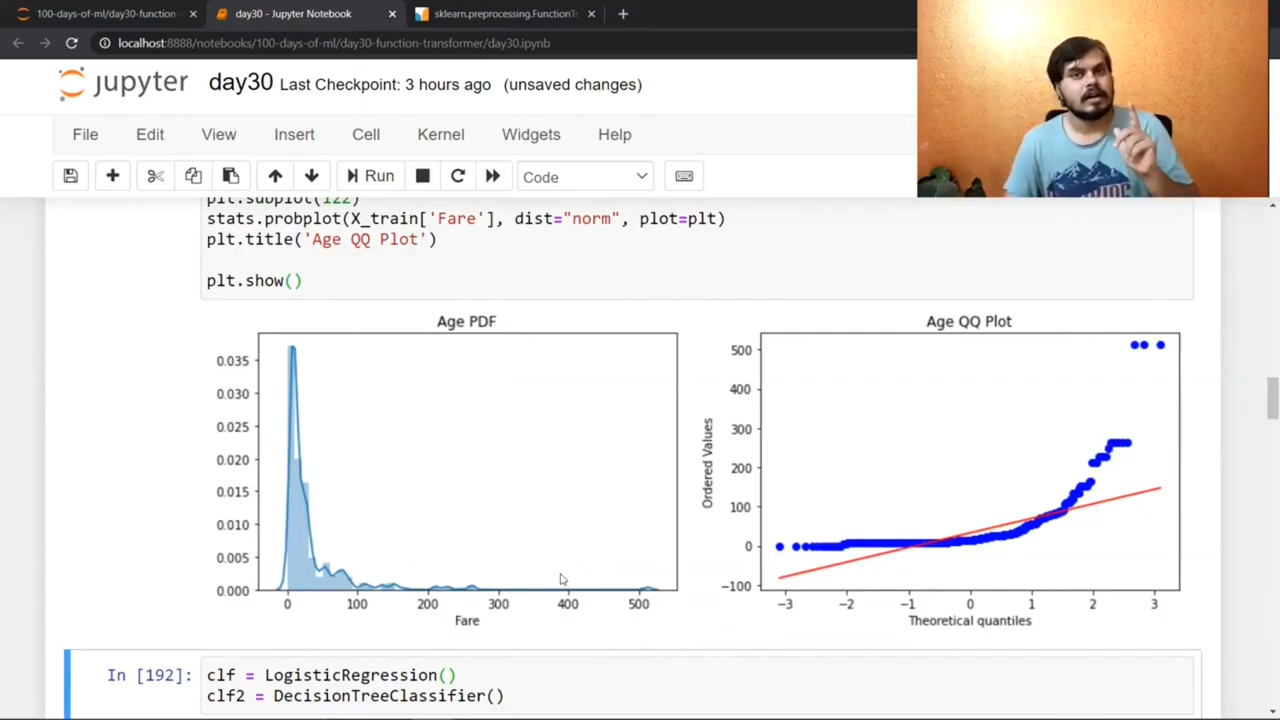 100-days-of-ml/day30-function-
day30 - Jupyter Notebook
sklearn.preprocessing.FunctionT
localhost:8888/notebooks/100-days-of-ml/day30-function-transformer/day30.ipynb
jupyter day30 Last Checkpoint: 3 hours ago (unsaved changes)
File Edit View Insert Cell Kernel Widgets Help
Run Code
plt.subplot(122)
stats.probplot(X_train['Fare'], dist="norm", plot=plt)
plt.title('Age QQ Plot')
plt.show()
Age PDF
0.035
0.030
0.025
0.020
0.015
0.010
0.005
0.000
0 100 200 300 400 500
Fare
Age QQ Plot
Ordered Values
500
400
300
200
100
0
−100
−3 −2 −1 0 1 2 3
Theoretical quantiles
In [192]: clf = LogisticRegression()
clf2 = DecisionTreeClassifier()